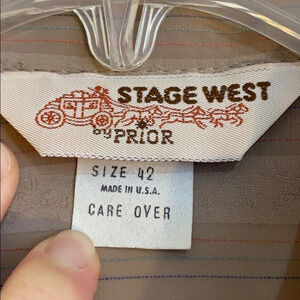 STAGE WEST
by PRIOR
SIZE 42
MADE IN U.S.A.
CARE OVER